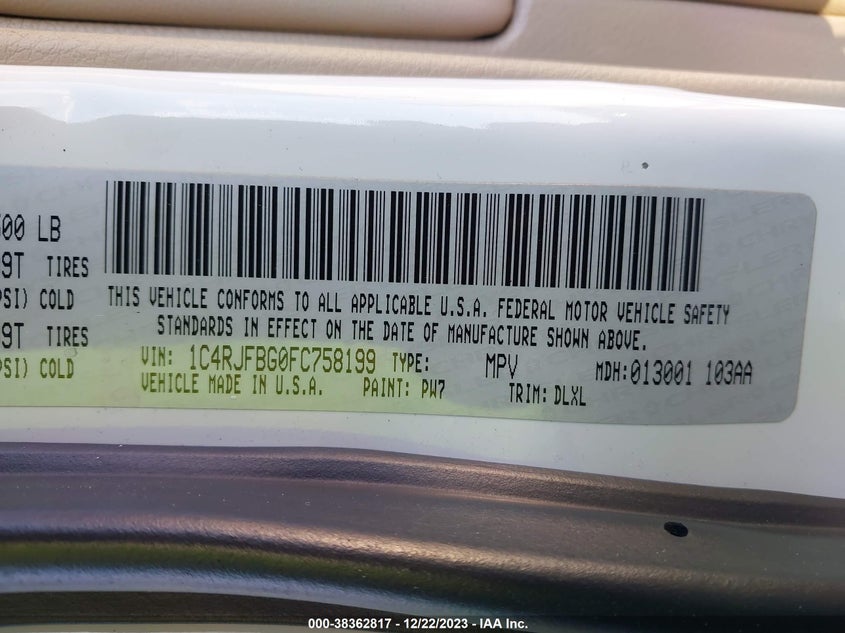 500 LB
9T TIRES
PSI) COLD
9T TIRES
PSI) COLD
THIS VEHICLE CONFORMS TO ALL APPLICABLE U.S.A. FEDERAL MOTOR VEHICLE SAFETY
STANDARDS IN EFFECT ON THE DATE OF MANUFACTURE SHOWN ABOVE.
VIN: 1C4RJFBG0FC758199 TYPE: MPV MDH:013001 103AA
VEHICLE MADE IN U.S.A. PAINT: PW7 TRIM: DLXL
000-38362817 - 12/22/2023 - IAA Inc.